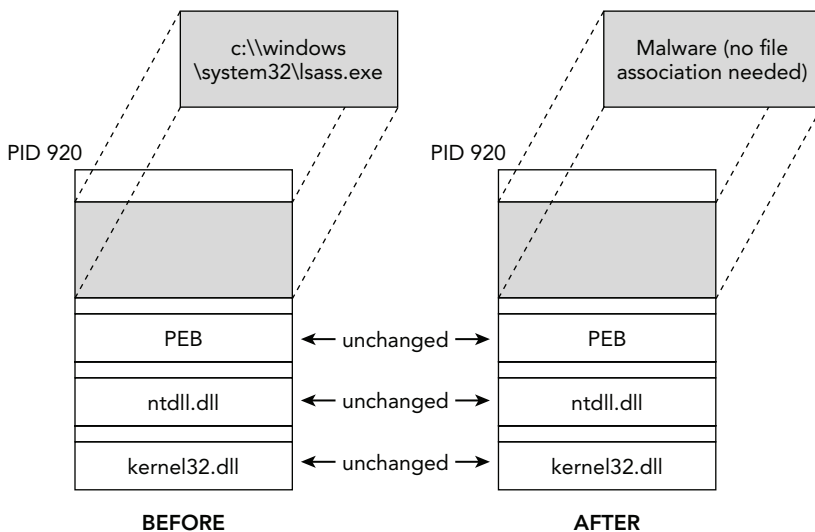 c:\\windows
\system32\lsass.exe
Malware (no file
association needed)
PID 920
PID 920
PEB
unchanged
PEB
ntdll.dll
unchanged
ntdll.dll
kernel32.dll
unchanged
kernel32.dll
BEFORE
AFTER